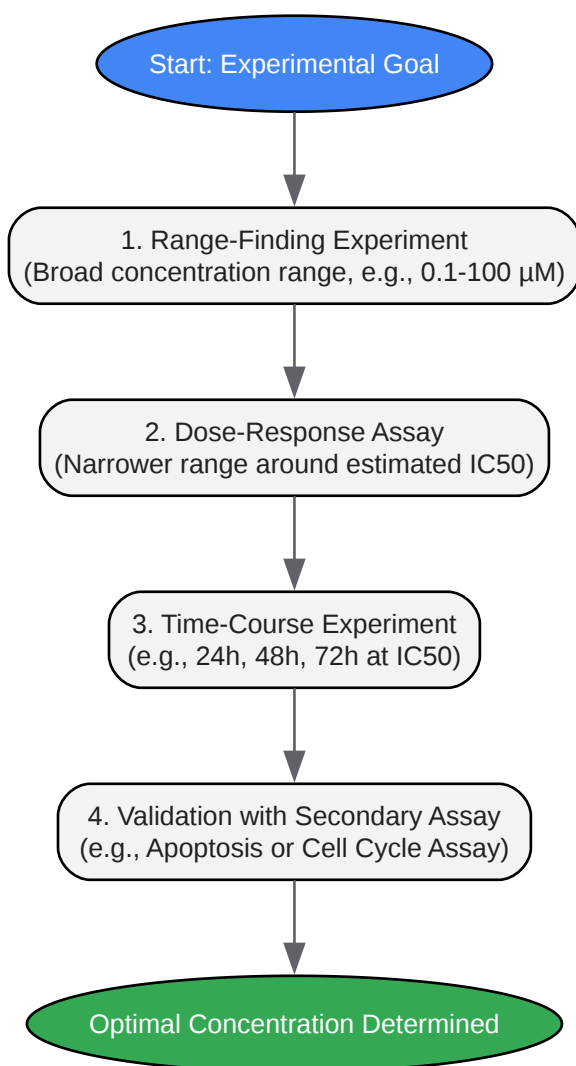 Start: Experimental Goal
1. Range-Finding Experiment
(Broad concentration range, e.g., 0.1-100 µM)
2. Dose-Response Assay
(Narrower range around estimated IC50)
3. Time-Course Experiment
(e.g., 24h, 48h, 72h at IC50)
4. Validation with Secondary Assay
(e.g., Apoptosis or Cell Cycle Assay)
Optimal Concentration Determined